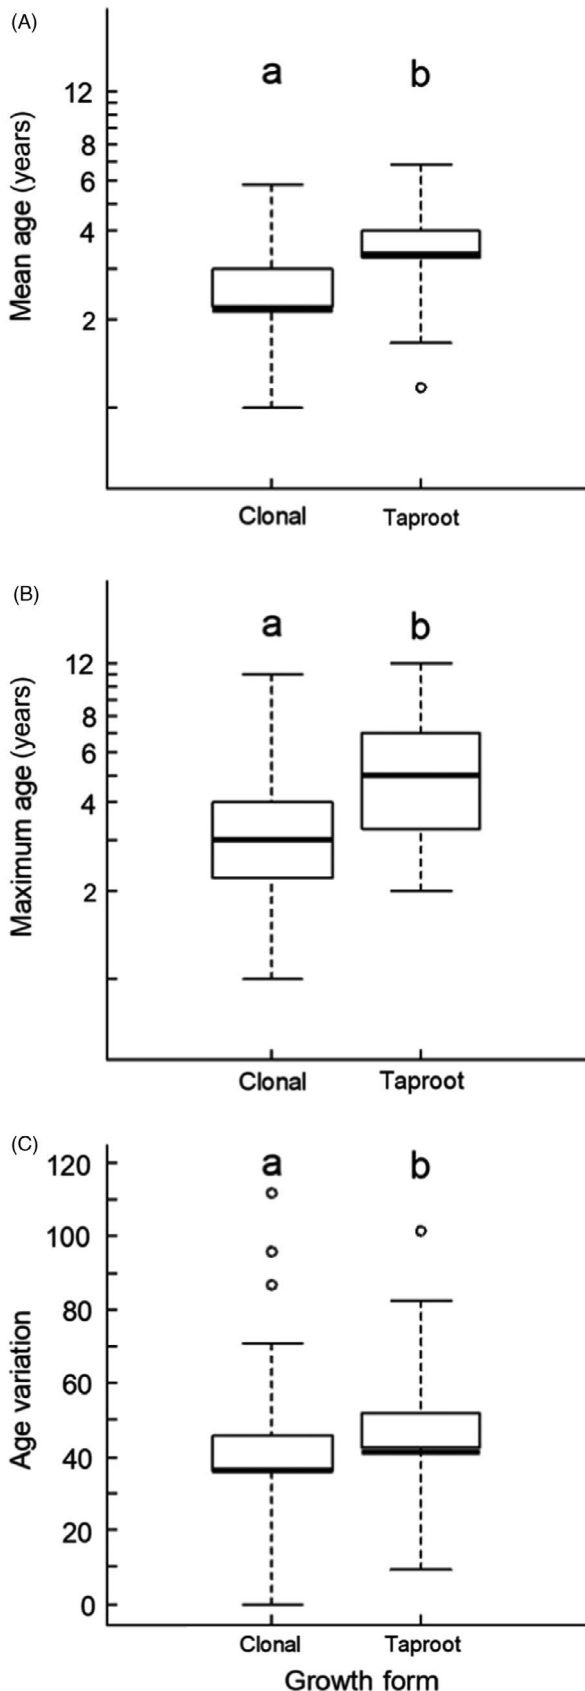 (A)
a b
12
8
6
4
2
Mean age (years)
Clonal Taproot
(B)
a b
12
8
6
4
2
Maximum age (years)
Clonal Taproot
(C)
a b
120
100
80
60
40
20
0
Age variation
Clonal Taproot
Growth form